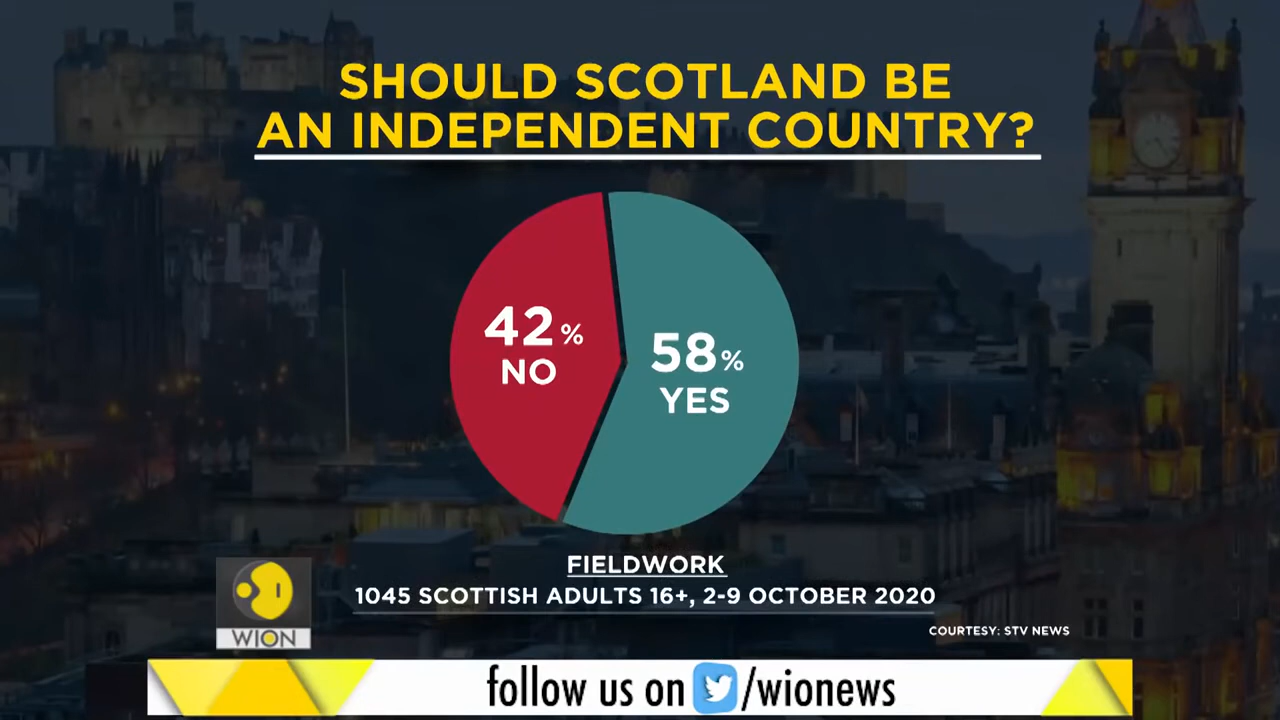 SHOULD SCOTLAND BE
AN INDEPENDENT COUNTRY?
42%
NO
58%
YES
FIELDWORK
1045 SCOTTISH ADULTS 16+, 2-9 OCTOBER 2020
COURTESY: STV NEWS
WION
follow us on /wionews